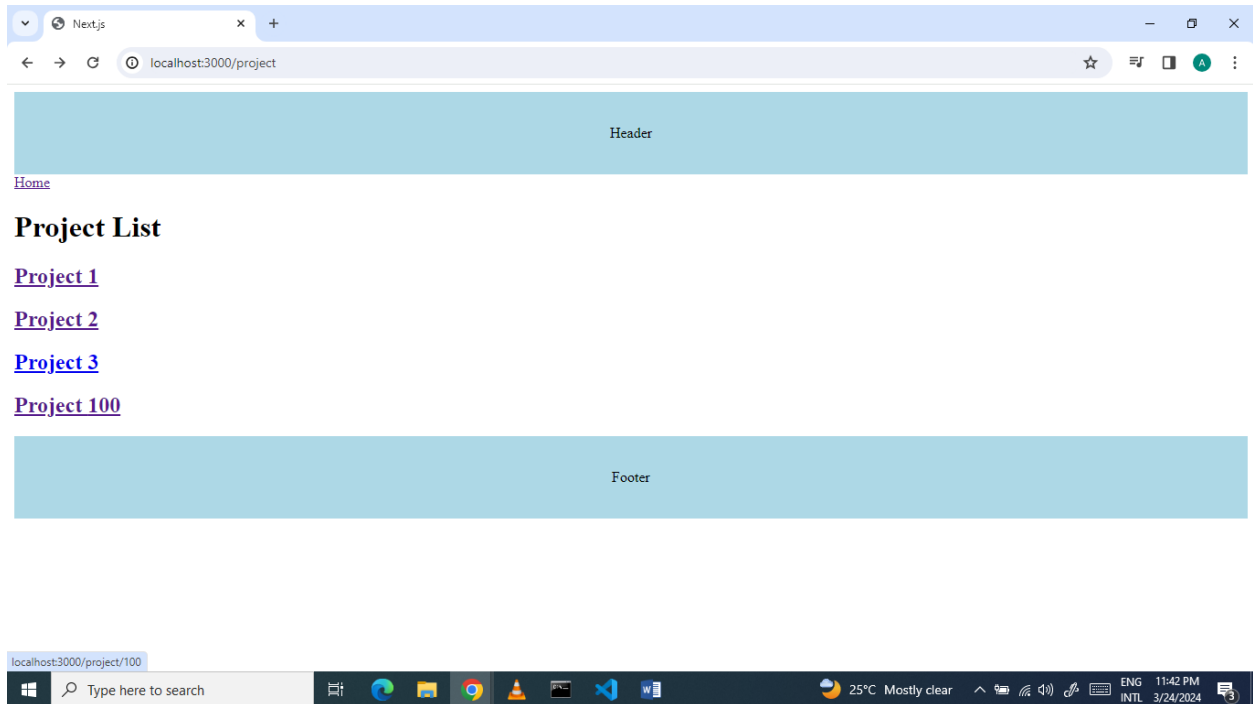 Next.js
localhost:3000/project
A
Header
Home
Project List
Project 1
Project 2
Project 3
Project 100
Footer
localhost:3000/project/100
Type here to search
25°C Mostly clear
ENG 11:42 PM
INTL 3/24/2024
3